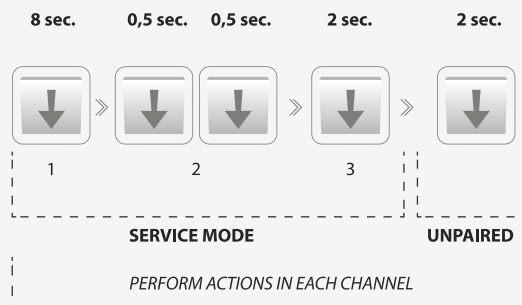 8 sec. 0,5 sec. 0,5 sec. 2 sec. 2 sec.
1 2 3
SERVICE MODE UNPAIRED
PERFORM ACTIONS IN EACH CHANNEL